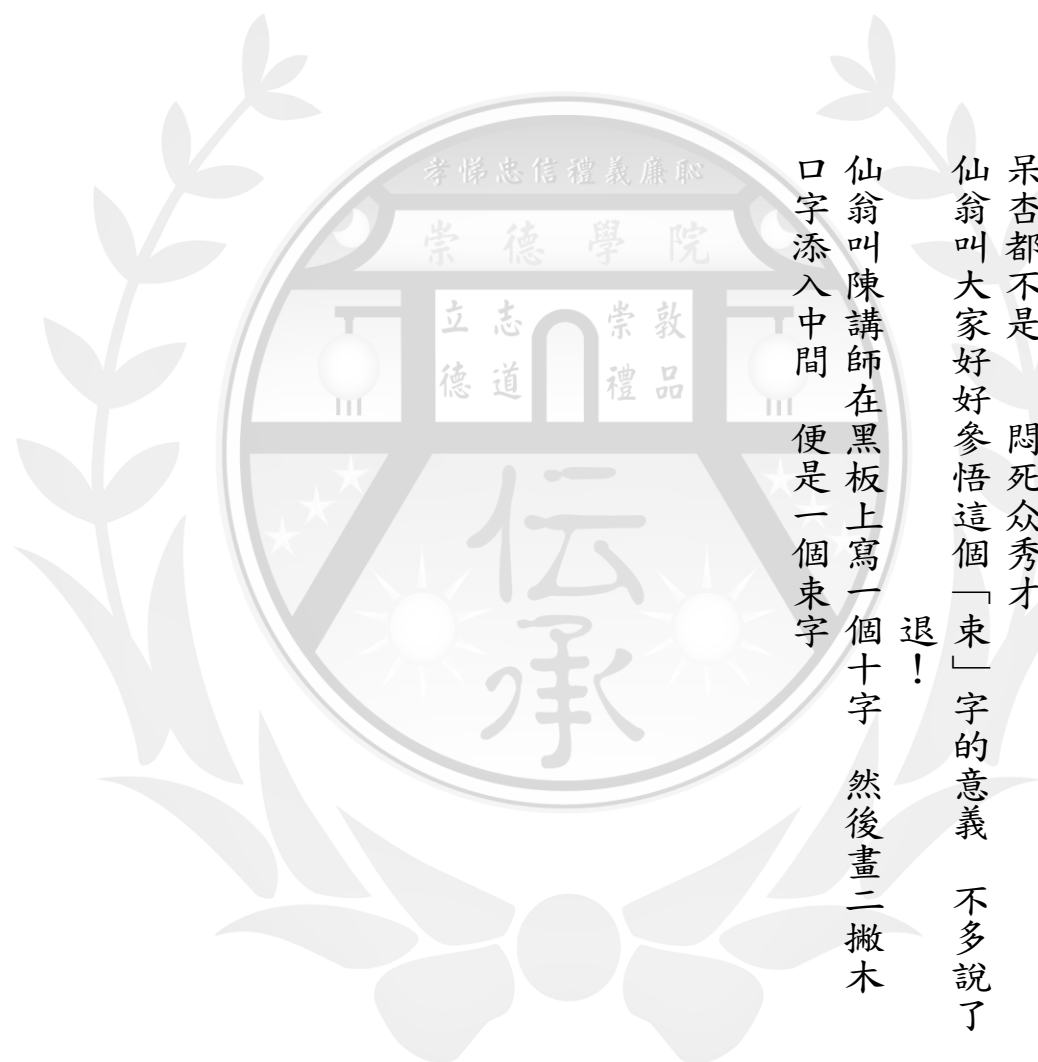 呆杏都不是　悶死众秀才
仙翁叫大家好好參悟這個「束」字的意義　不多說了
退！
仙翁叫陳講師在黑板上寫一個十字　然後畫二撇木
口字添入中間　便是一個束字
孝悌忠信禮義廉恥
崇德學院
立志　崇敦
德道　禮品
伝承